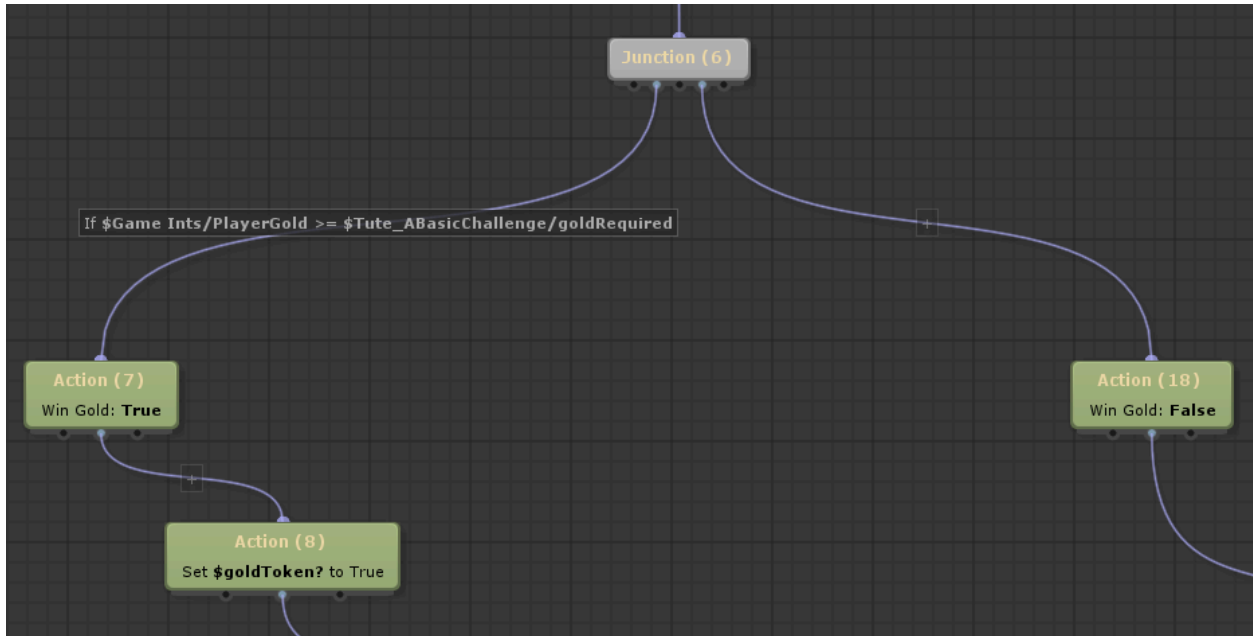 Junction (6)
If $Game Ints/PlayerGold >= $Tute_ABasicChallenge/goldRequired
+
Action (7)
Win Gold: True
Action (18)
Win Gold: False
+
Action (8)
Set $goldToken? to True